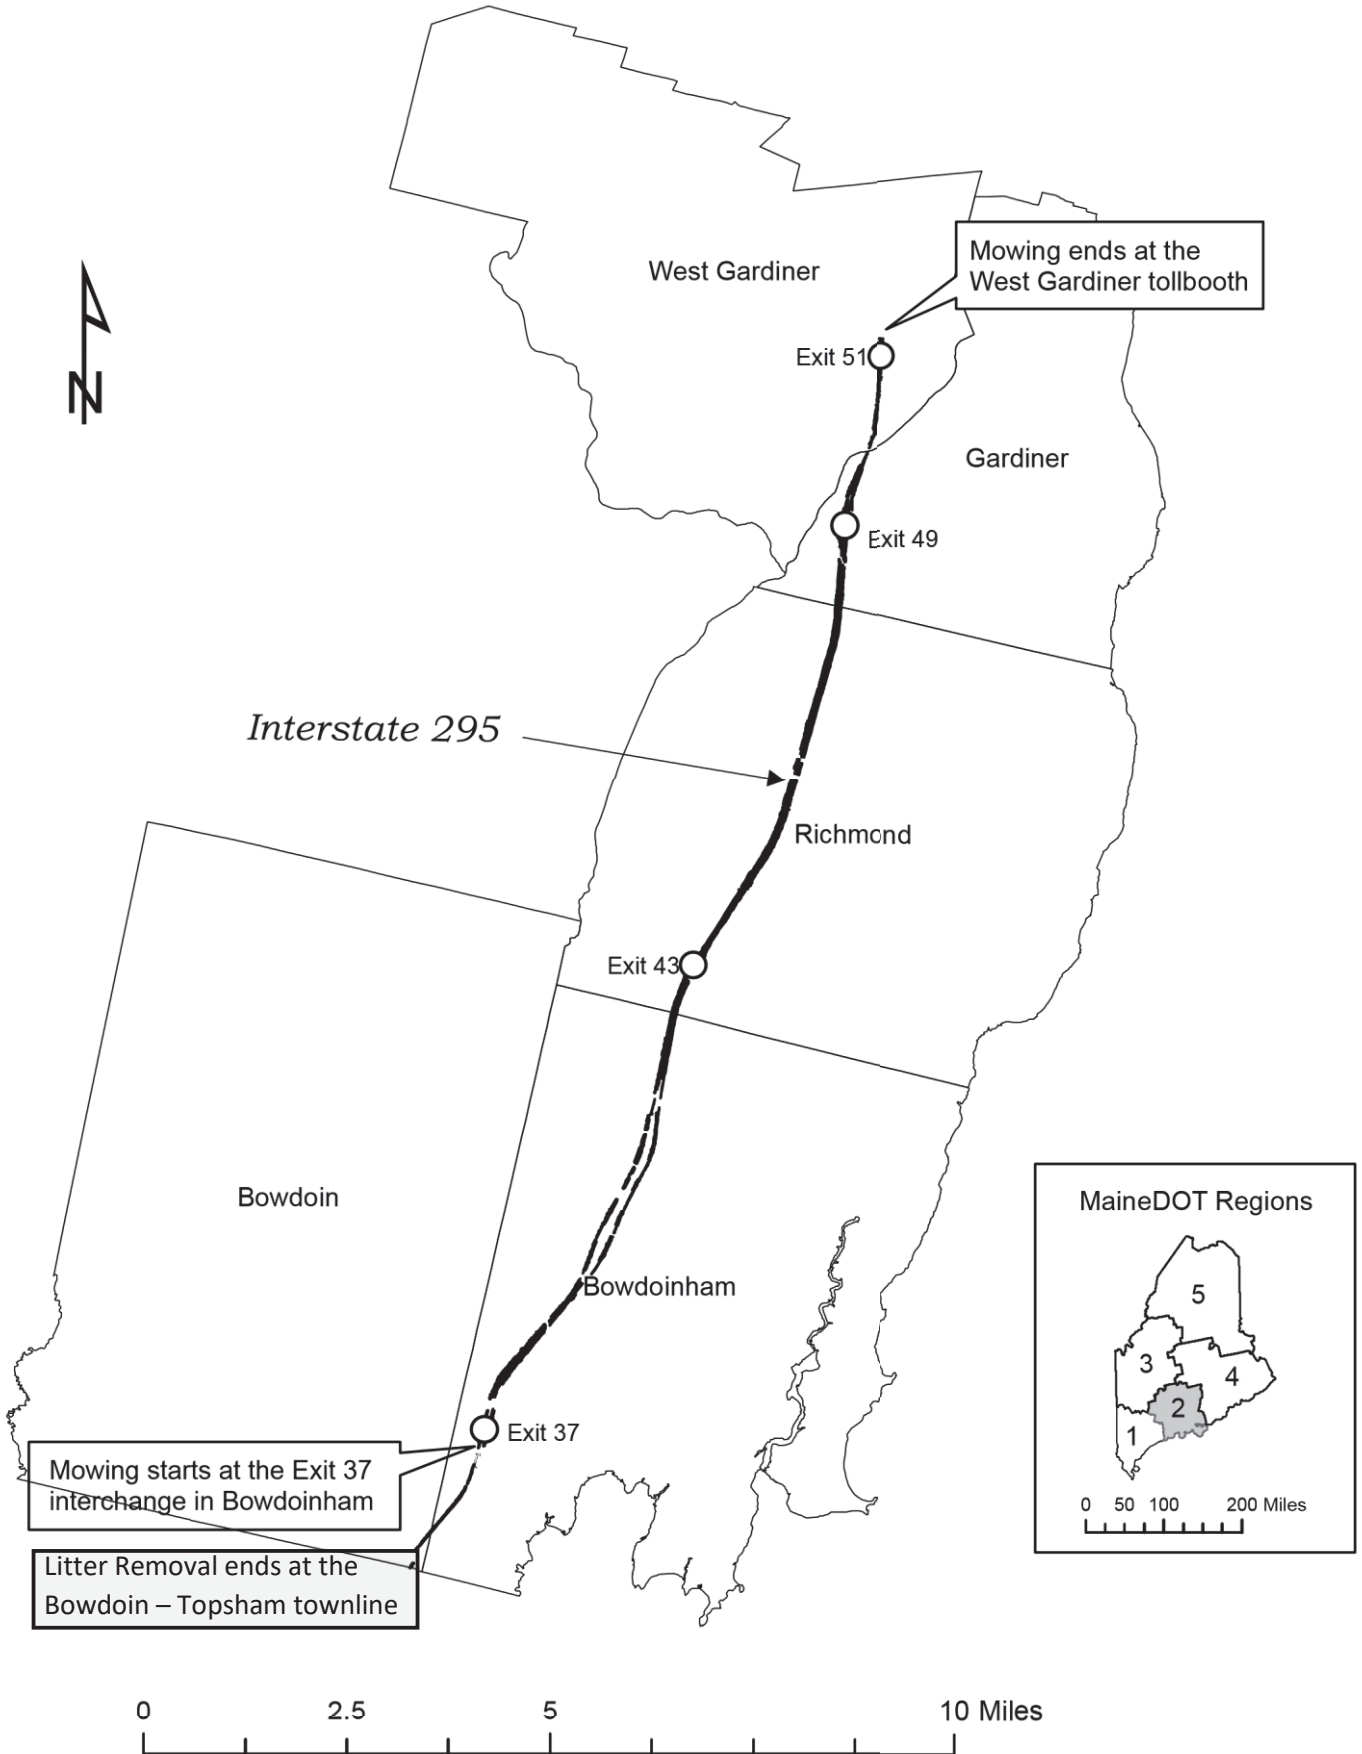 West Gardiner
Mowing ends at the
West Gardiner tollbooth
N
Exit 51
Gardiner
Exit 49
Interstate 295
Richmond
Exit 43
Bowdoin
Bowdoinham
Exit 37
Mowing starts at the Exit 37
interchange in Bowdoinham
Litter Removal ends at the
Bowdoin – Topsham townline
MaineDOT Regions
5
3
4
2
1
0 50 100 200 Miles
0 2.5 5 10 Miles